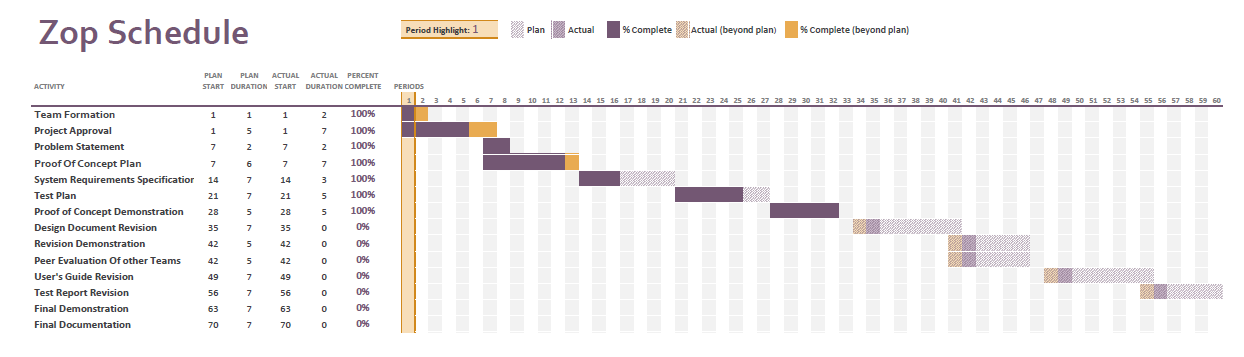 Zop Schedule
Period Highlight: 1 Plan Actual % Complete Actual (beyond plan) % Complete (beyond plan)
PLAN PLAN ACTUAL ACTUAL PERCENT
ACTIVITY START DURATION START DURATION COMPLETE PERIODS
1 2 3 4 5 6 7 8 9 10 11 12 13 14 15 16 17 18 19 20 21 22 23 24 25 26 27 28 29 30 31 32 33 34 35 36 37 38 39 40 41 42 43 44 45 46 47 48 49 50 51 52 53 54 55 56 57 58 59 60
Team Formation 1 1 1 2 100%
Project Approval 1 5 1 7 100%
Problem Statement 7 2 7 2 100%
Proof Of Concept Plan 7 6 7 7 100%
System Requirements Specification 14 7 14 3 100%
Test Plan 21 7 21 5 100%
Proof of Concept Demonstration 28 5 28 5 100%
Design Document Revision 35 7 35 0 0%
Revision Demonstration 42 5 42 0 0%
Peer Evaluation Of other Teams 42 5 42 0 0%
User's Guide Revision 49 7 49 0 0%
Test Report Revision 56 7 56 0 0%
Final Demonstration 63 7 63 0 0%
Final Documentation 70 7 70 0 0%